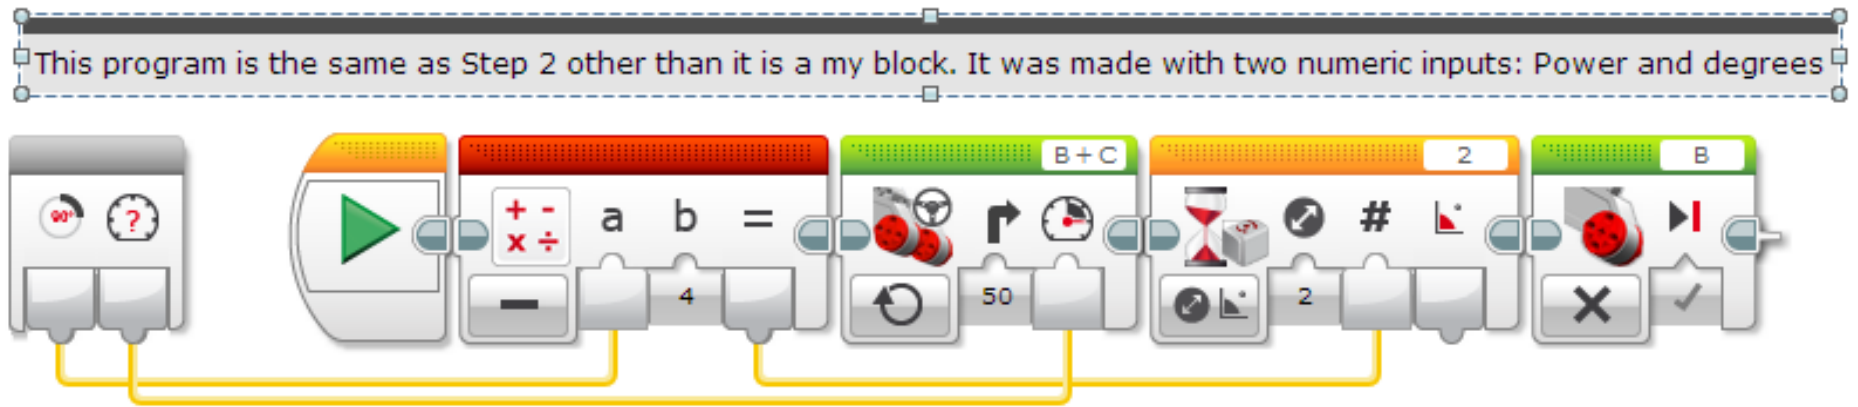 This program is the same as Step 2 other than it is a my block. It was made with two numeric inputs: Power and degrees
B + C
2
B
90°
?
+ - x ÷
a
b
=
#
4
50
2